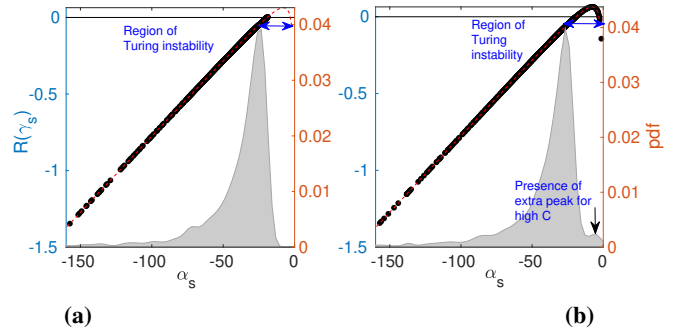 0
-0.5
-1
-1.5
R(γs)
Region of
Turing instability
0.04
0.03
0.02
0.01
0
-150
-100
-50
0
αs
(a)
0
-0.5
-1
-1.5
Region of
Turing
instability
Presence of
extra peak for
high C
0.04
0.03
0.02
0.01
0
pdf
-150
-100
-50
0
αs
(b)